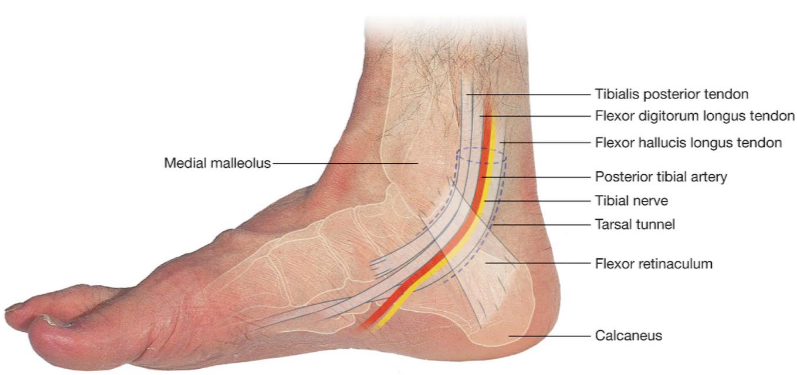 Tibialis posterior tendon
Flexor digitorum longus tendon
Flexor hallucis longus tendon
Medial malleolus
Posterior tibial artery
Tibial nerve
Tarsal tunnel
Flexor retinaculum
Calcaneus